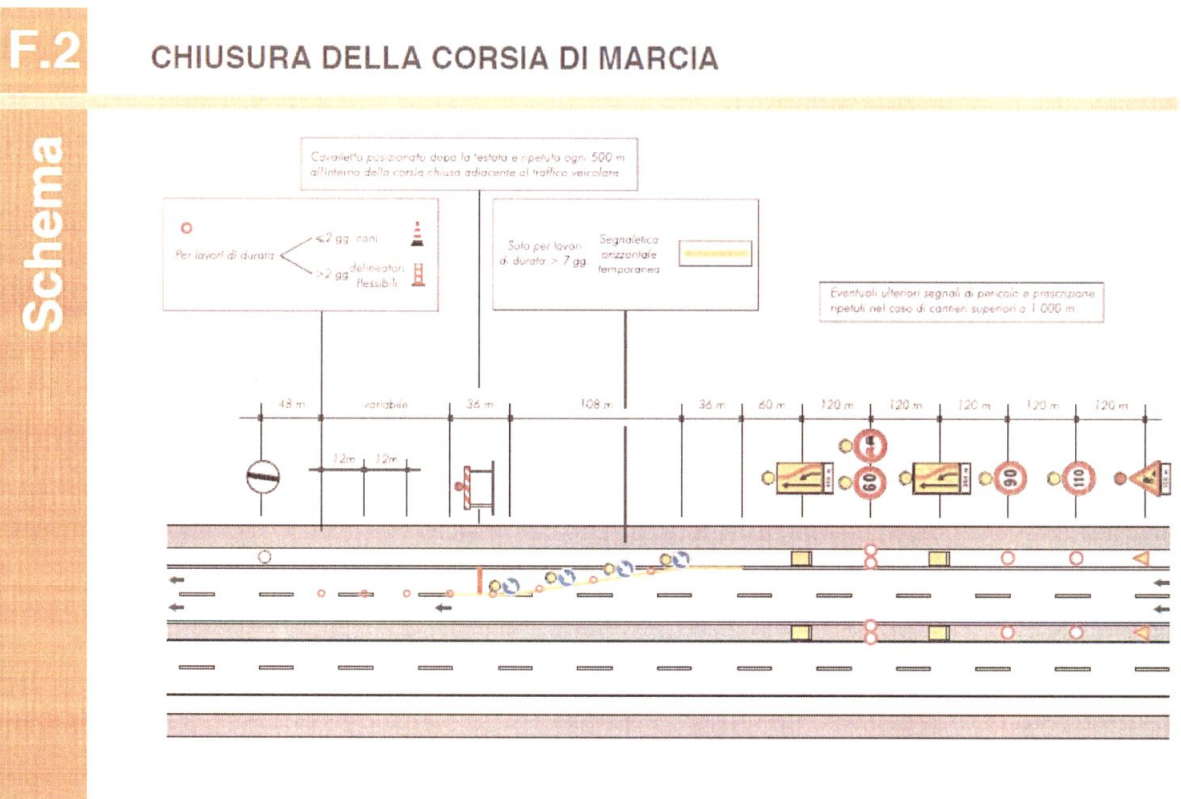 F.2
CHIUSURA DELLA CORSIA DI MARCIA
Schema
Cavalletto posizionato dopo la testata e ripetuto ogni 500 m
all'interno della corsia chiusa adiacente al traffico veicolare
Per lavori di durata
≤2 gg. coni
>2 gg. delineatori
flessibili
Solo per lavori
di durata > 7 gg.
Segnaletica
orizzontale
temporanea
Eventuali ulteriori segnali di pericolo e prescrizione
ripetuti nel caso di cantieri superiori a 1.000 m
48 m
variabile
36 m
108 m
36 m
60 m
120 m
120 m
120 m
120 m
120 m
12m
12m
60
90
110